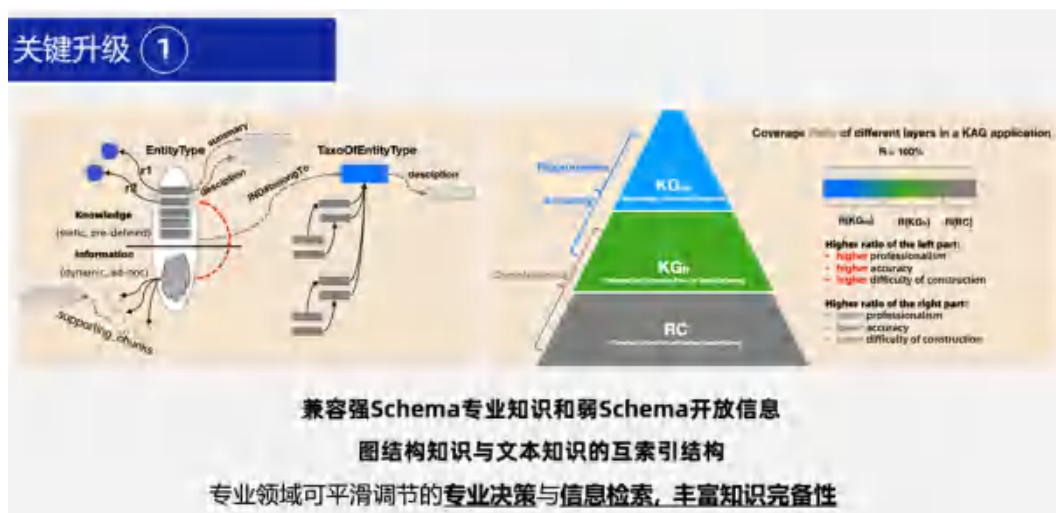 关键升级 1
summary
EntityType
r1
r2
desciption
IND#belongTo
TaxoOfEntityType
desciption
Knowledge
(static, pre-defined)
Information
(dynamic, ad-hoc)
supporting_chunks
KG
KGfr
RC
Coverage of different layers in a KAG application
R = 100%
R(RC)
Higher ratio of the left part:
higher professionalism
higher accuracy
higher difficulty of construction
Higher ratio of the right part:
professionalism
accuracy
difficulty of construction
兼容强Schema专业知识和弱Schema开放信息
图结构知识与文本知识的互索引结构
专业领域可平滑调节的专业决策与信息检索，丰富知识完备性